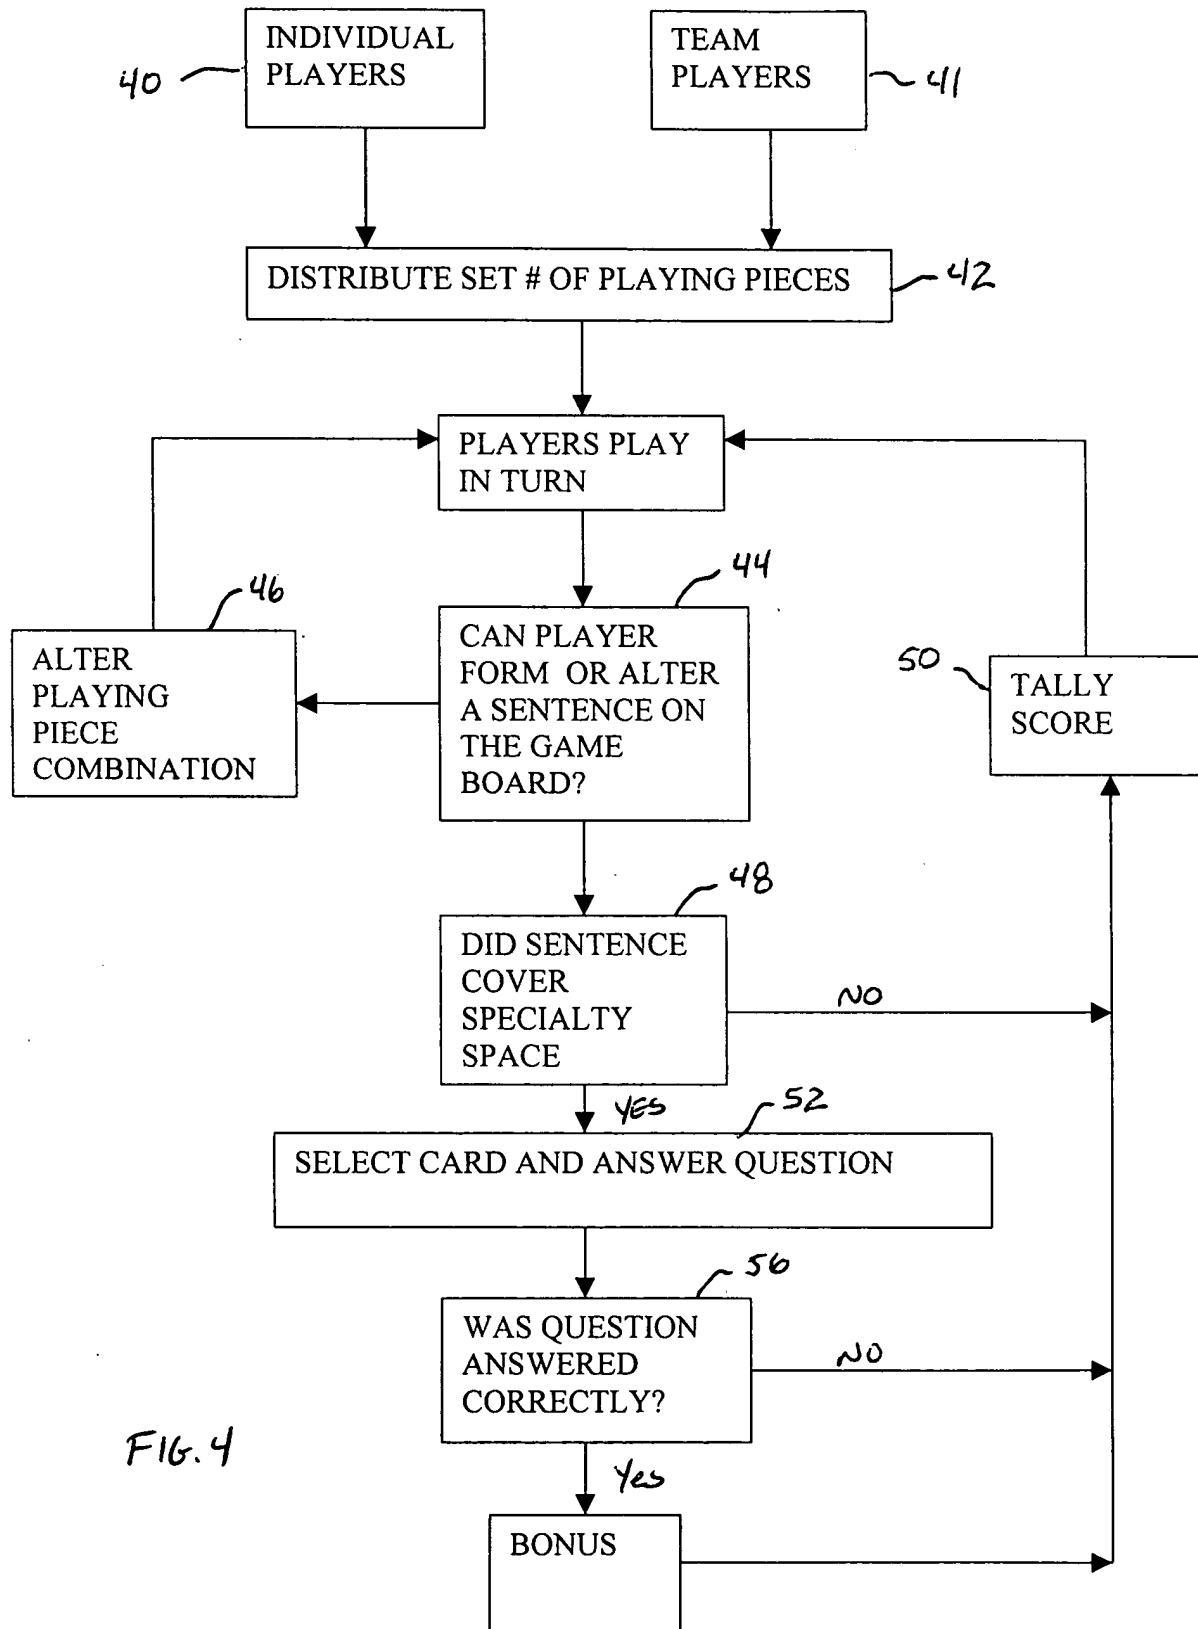 INDIVIDUAL
PLAYERS
40
TEAM
PLAYERS
41
DISTRIBUTE SET # OF PLAYING PIECES
42
PLAYERS PLAY
IN TURN
44
46
CAN PLAYER
FORM OR ALTER
A SENTENCE ON
THE GAME
BOARD?
ALTER
PLAYING
PIECE
COMBINATION
50
TALLY
SCORE
48
DID SENTENCE
COVER
SPECIALTY
SPACE
NO
YES
52
SELECT CARD AND ANSWER QUESTION
56
WAS QUESTION
ANSWERED
CORRECTLY?
NO
Yes
FIG. 4
BONUS